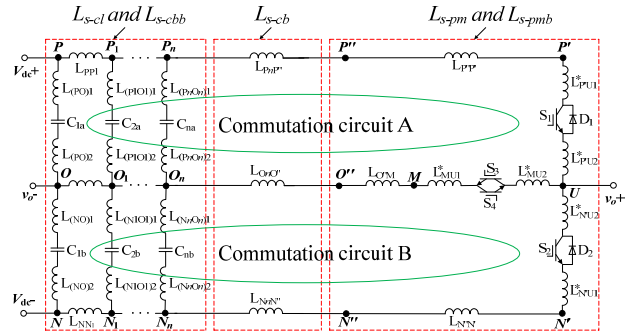 Ls-cl and Ls-cbb
Ls-cb
Ls-pm and Ls-pmb
P P1 Pn P'' P'
Vdc+
LPP1 LPnP'' LP''P'
L(PO)1 L(P1O1)1 L(PnOn)1 L*P'U1
C1a C2a Cna
Commutation circuit A
S1 D1
L(PO)2 L(P1O1)2 L(PnOn)2 L*P'U2
O O1 On O'' M S3 U
vo- LOnO'' LO''M L*MU1 S4 L*MU2 vo+
L(NO)1 L(N1O1)1 L(NnOn)1 L*N'U2
C1b C2b Cnb
Commutation circuit B
S2 D2
L(NO)2 L(N1O1)2 L(NnOn)2 L*N'U1
Vdc-
LNN1 LNnN'' LN''N'
N N1 Nn N'' N'